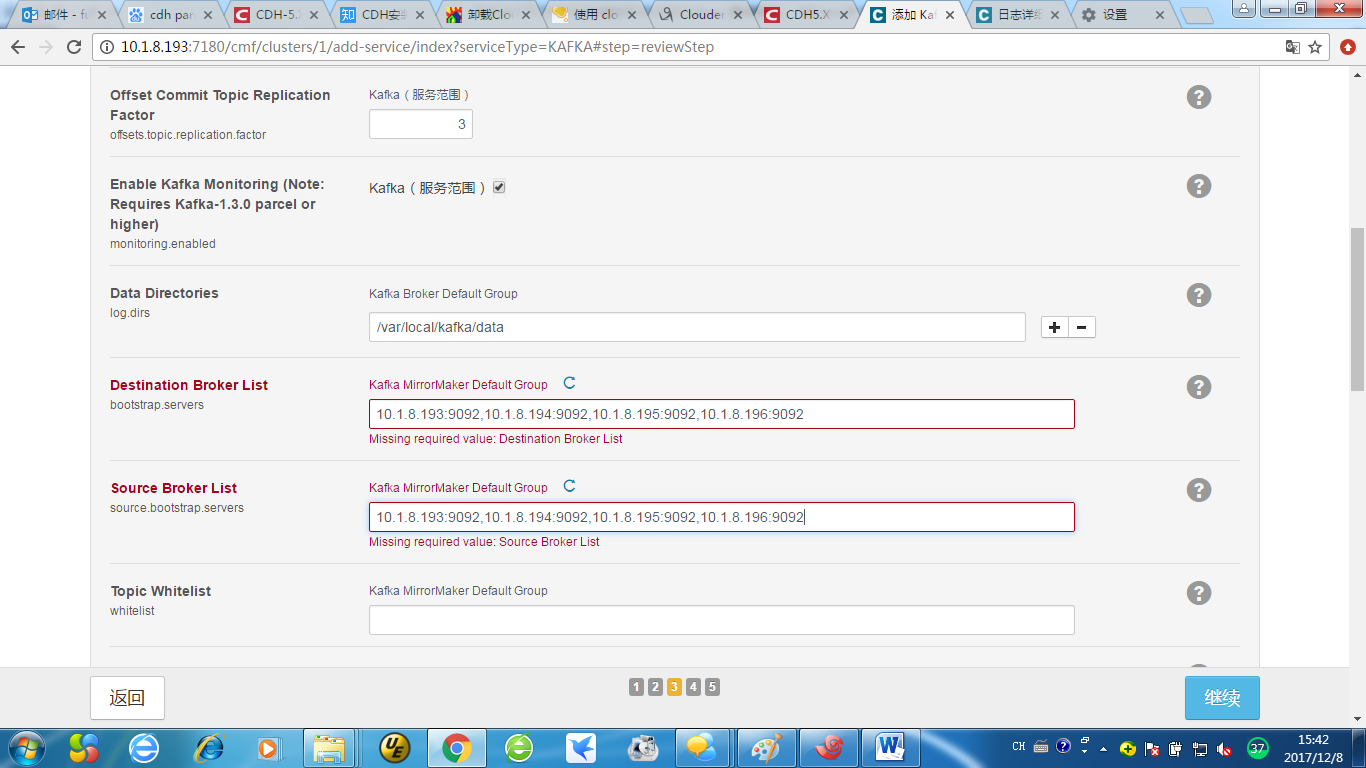 邮件 - fu
cdh par
CDH-5.
CDH安
卸载Clou
使用 clo
Clouder
CDH5.X
添加 Kaf
日志详细
设置
10.1.8.193:7180/cmf/clusters/1/add-service/index?serviceType=KAFKA#step=reviewStep
Offset Commit Topic Replication
Factor
offsets.topic.replication.factor
Kafka（服务范围）
3
Enable Kafka Monitoring (Note:
Requires Kafka-1.3.0 parcel or
higher)
monitoring.enabled
Kafka（服务范围）
Data Directories
log.dirs
Kafka Broker Default Group
/var/local/kafka/data
Destination Broker List
bootstrap.servers
Kafka MirrorMaker Default Group
10.1.8.193:9092,10.1.8.194:9092,10.1.8.195:9092,10.1.8.196:9092
Missing required value: Destination Broker List
Source Broker List
source.bootstrap.servers
Kafka MirrorMaker Default Group
10.1.8.193:9092,10.1.8.194:9092,10.1.8.195:9092,10.1.8.196:9092
Missing required value: Source Broker List
Topic Whitelist
whitelist
Kafka MirrorMaker Default Group
返回
1 2 3 4 5
继续
CH
37
15:42
2017/12/8